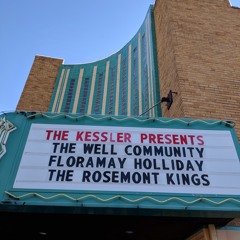 THE KESSLER PRESENTS
THE WELL COMMUNITY
FLORAMAY HOLLIDAY
THE ROSEMONT KINGS